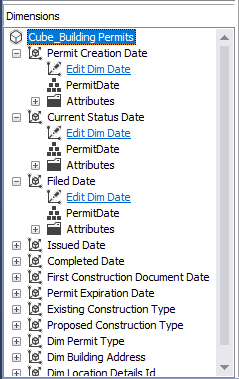 Dimensions
Cube_Building Permits
Permit Creation Date
Edit Dim Date
PermitDate
Attributes
Current Status Date
Edit Dim Date
PermitDate
Attributes
Filed Date
Edit Dim Date
PermitDate
Attributes
Issued Date
Completed Date
First Construction Document Date
Permit Expiration Date
Existing Construction Type
Proposed Construction Type
Dim Permit Type
Dim Building Address
Dim Location Details Id